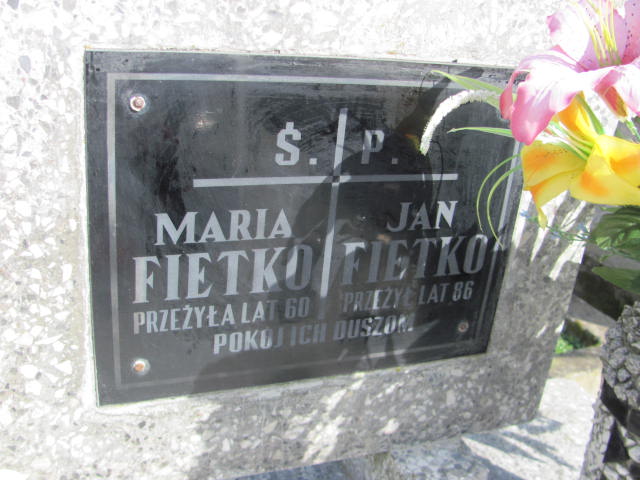 Ś. P.
MARIA JAN
FIETKO FIETKO
PRZEŻYŁA LAT 60 PRZEŻYŁ LAT 86
POKÓJ ICH DUSZOM